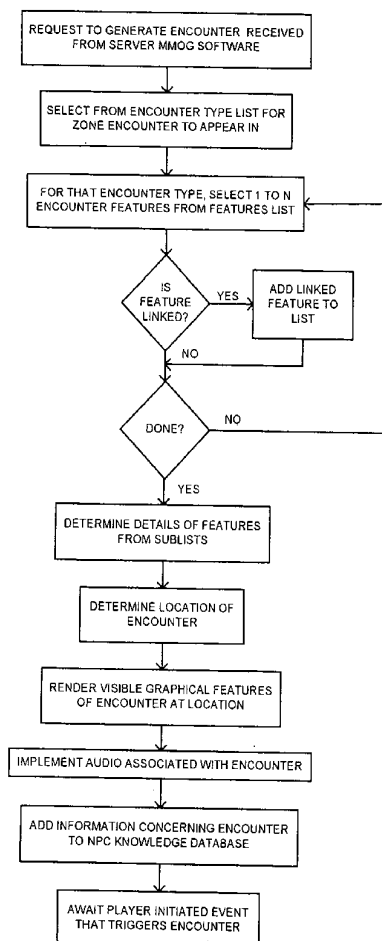 REQUEST TO GENERATE ENCOUNTER RECEIVED
FROM SERVER MMOG SOFTWARE
SELECT FROM ENCOUNTER TYPE LIST FOR
ZONE ENCOUNTER TO APPEAR IN
FOR THAT ENCOUNTER TYPE, SELECT 1 TO N
ENCOUNTER FEATURES FROM FEATURES LIST
IS
FEATURE
LINKED?
YES
ADD LINKED
FEATURE TO
LIST
NO
DONE?
NO
YES
DETERMINE DETAILS OF FEATURES
FROM SUBLISTS
DETERMINE LOCATION OF
ENCOUNTER
RENDER VISIBLE GRAPHICAL FEATURES
OF ENCOUNTER AT LOCATION
IMPLEMENT AUDIO ASSOCIATED WITH ENCOUNTER
ADD INFORMATION CONCERNING ENCOUNTER
TO NPC KNOWLEDGE DATABASE
AWAIT PLAYER INITIATED EVENT
THAT TRIGGERS ENCOUNTER